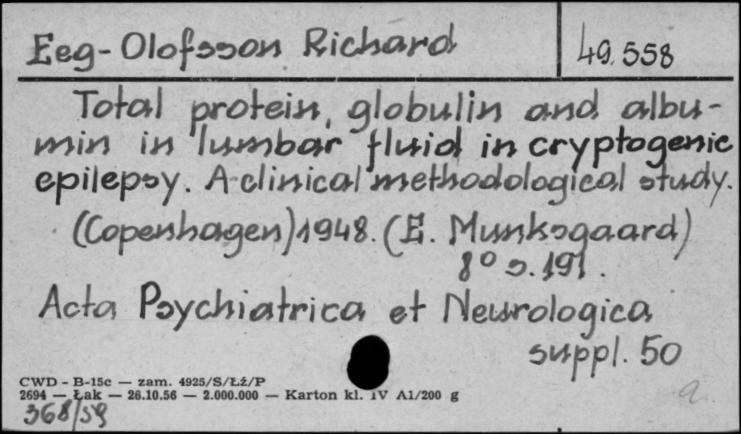 Eeg-Olofsson Richard
49.558
Total protein, globulin and albu-
min in lumbar fluid in cryptogenic
epilepsy. A clinical methodological study.
(Copenhagen) 1948. (E. Munksgaard)
8° s. 191.
Acta Psychiatrica et Neurologica
suppl. 50
CWD - B-15c — zam. 4925/S/ŁŹ/P
2694 — Łak — 26.10.56 — 2.000.000 — Karton kl. IV A1/200 g
368/59
a.